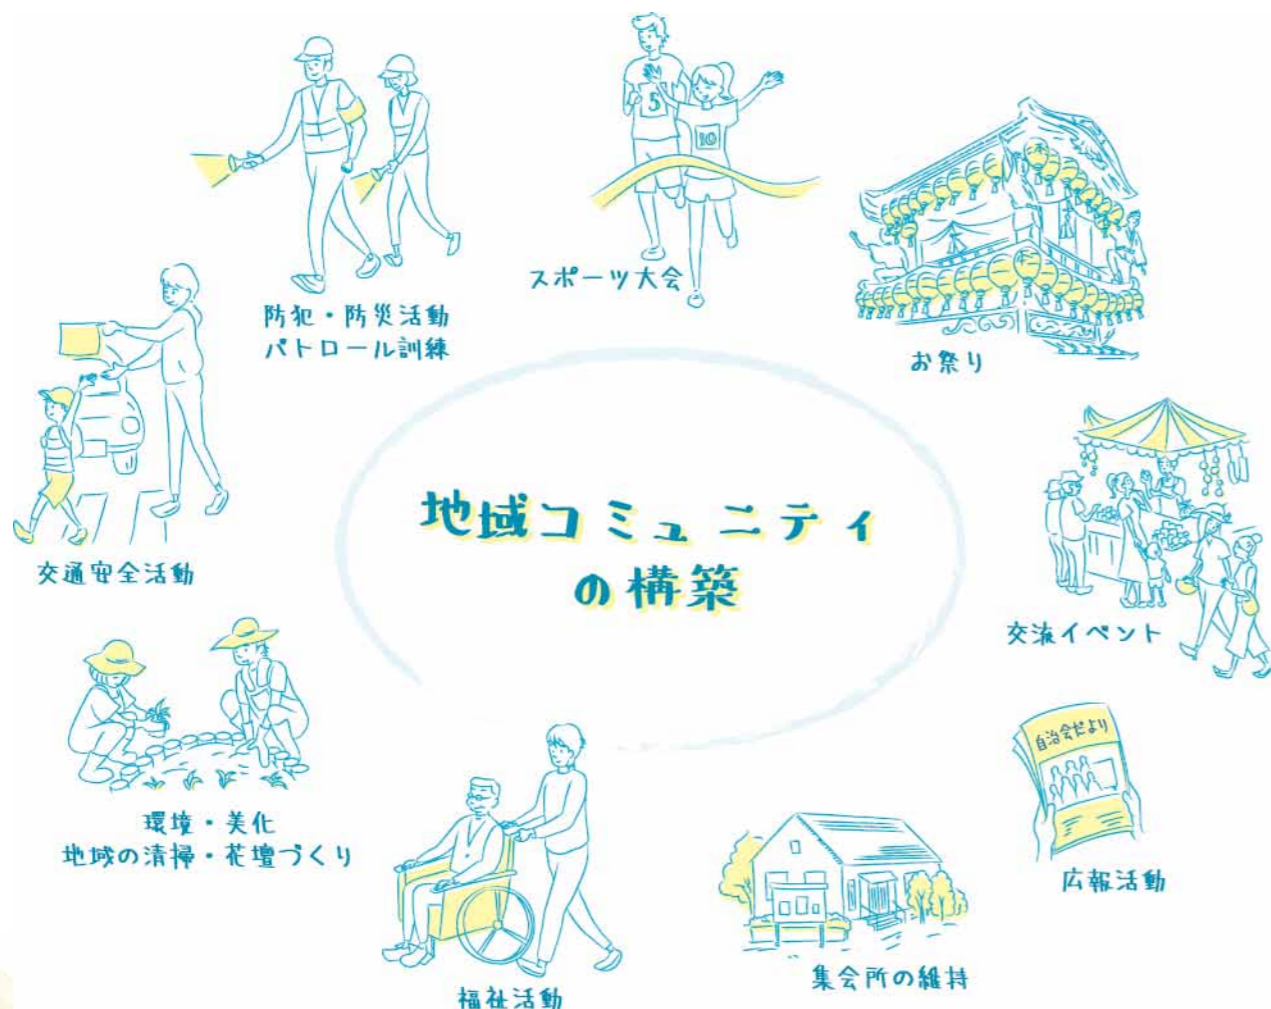 スポーツ大会
防犯・防災活動
パトロール訓練
お祭り
交通安全活動
地域コミュニティ
の構築
交流イベント
環境・美化
地域の清掃・花壇づくり
自治会だより
広報活動
福祉活動
集会所の維持
5
10